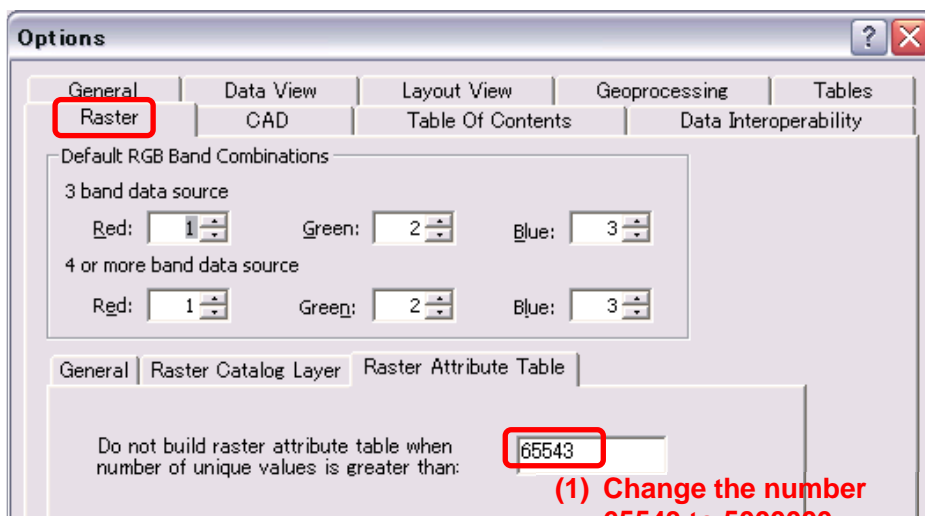 Options
General Data View Layout View Geoprocessing Tables
Raster CAD Table Of Contents Data Interoperability
Default RGB Band Combinations
3 band data source
Red: 1 Green: 2 Blue: 3
4 or more band data source
Red: 1 Green: 2 Blue: 3
General Raster Catalog Layer Raster Attribute Table
Do not build raster attribute table when
number of unique values is greater than:
65543
(1) Change the number
to